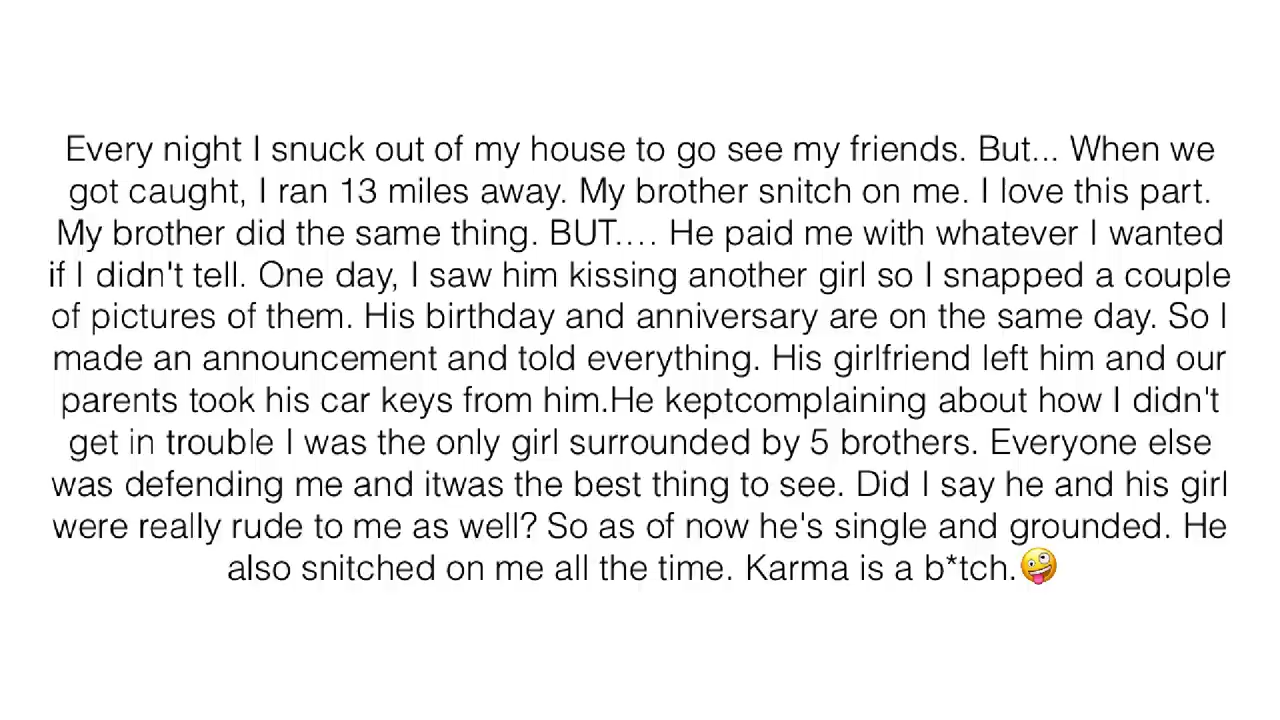 Every night I snuck out of my house to go see my friends. But... When we
got caught, I ran 13 miles away. My brother snitch on me. I love this part.
My brother did the same thing. BUT.... He paid me with whatever I wanted
if I didn't tell. One day, I saw him kissing another girl so I snapped a couple
of pictures of them. His birthday and anniversary are on the same day. So I
made an announcement and told everything. His girlfriend left him and our
parents took his car keys from him.He keptcomplaining about how I didn't
get in trouble I was the only girl surrounded by 5 brothers. Everyone else
was defending me and itwas the best thing to see. Did I say he and his girl
were really rude to me as well? So as of now he's single and grounded. He
also snitched on me all the time. Karma is a b*tch.🤪